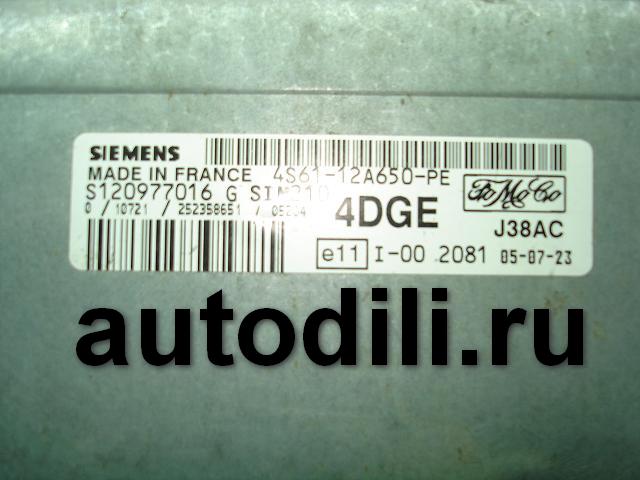 SIEMENS
MADE IN FRANCE 4S61-12A650-PE
S120977016 G SIM210
0 / 10721 / 252358651 / 05204
4DGE
FoMoCo
J38AC
e11 I-00 2081 05-07-23
autodili.ru